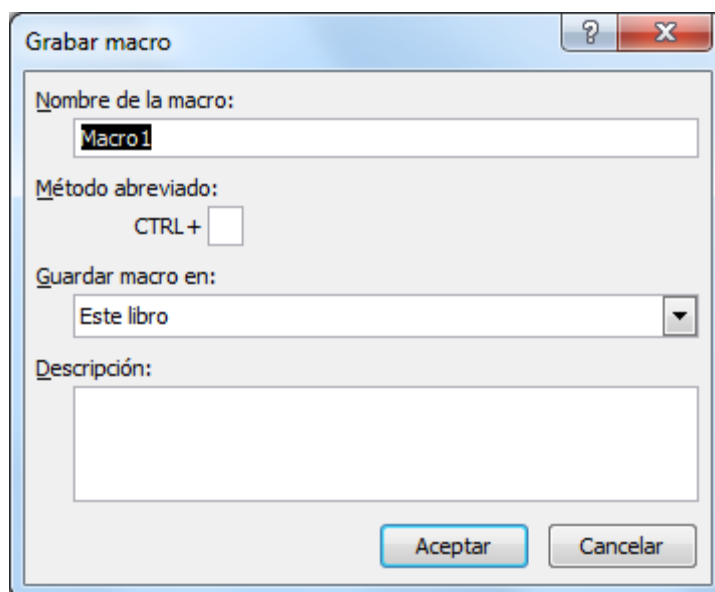 Grabar macro
Nombre de la macro:
Macro1
Método abreviado:
CTRL+
Guardar macro en:
Este libro
Descripción:
Aceptar Cancelar